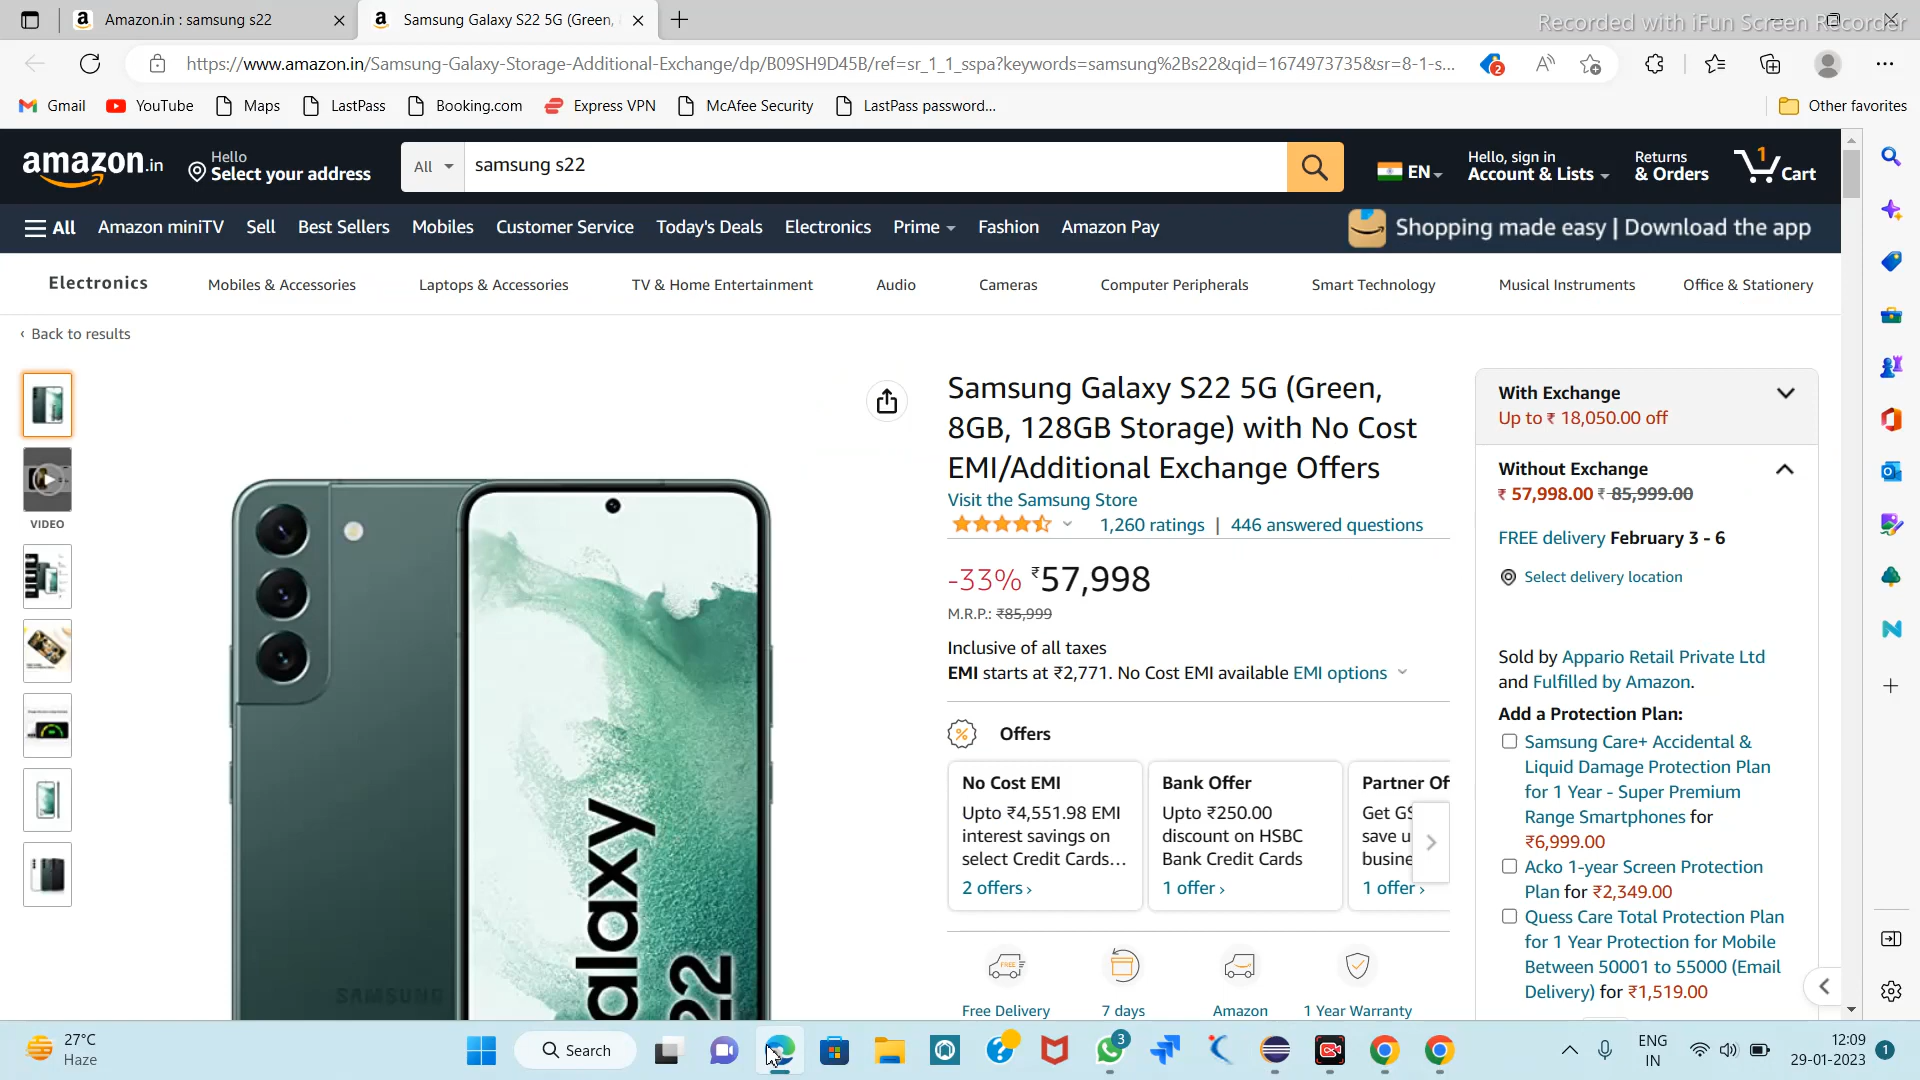 Amazon.in : samsung s22
Samsung Galaxy S22 5G (Green,
Recorded with iFun Screen Recorder
https://www.amazon.in/Samsung-Galaxy-Storage-Additional-Exchange/dp/B09SH9D45B/ref=sr_1_1_sspa?keywords=samsung%2Bs22&qid=1674973735&sr=8-1-s...
2
Gmail YouTube Maps LastPass Booking.com Express VPN McAfee Security LastPass password... Other favorites
amazon.in
Hello
Select your address
All
samsung s22
EN
Hello, sign in
Account & Lists
Returns
& Orders
1
Cart
All Amazon miniTV Sell Best Sellers Mobiles Customer Service Today's Deals Electronics Prime Fashion Amazon Pay
Shopping made easy | Download the app
Electronics Mobiles & Accessories Laptops & Accessories TV & Home Entertainment Audio Cameras Computer Peripherals Smart Technology Musical Instruments Office & Stationery
‹ Back to results
VIDEO
SAMSUNG
alaxy
22
Samsung Galaxy S22 5G (Green,
8GB, 128GB Storage) with No Cost
EMI/Additional Exchange Offers
Visit the Samsung Store
1,260 ratings | 446 answered questions
-33% ₹57,998
M.R.P.: ₹85,999
Inclusive of all taxes
EMI starts at ₹2,771. No Cost EMI available EMI options
% Offers
No Cost EMI
Upto ₹4,551.98 EMI
interest savings on
select Credit Cards...
2 offers ›
Bank Offer
Upto ₹250.00
discount on HSBC
Bank Credit Cards
1 offer ›
Partner Of
Get GS
save u
busine
1 offer ›
FREE
Free Delivery
7 days
Amazon
1 Year Warranty
With Exchange
Up to ₹ 18,050.00 off
Without Exchange
₹ 57,998.00 ₹ 85,999.00
FREE delivery February 3 - 6
Select delivery location
Sold by Appario Retail Private Ltd
and Fulfilled by Amazon.
Add a Protection Plan:
Samsung Care+ Accidental &
Liquid Damage Protection Plan
for 1 Year - Super Premium
Range Smartphones for
₹6,999.00
Acko 1-year Screen Protection
Plan for ₹2,349.00
Quess Care Total Protection Plan
for 1 Year Protection for Mobile
Between 50001 to 55000 (Email
Delivery) for ₹1,519.00
27°C
Haze
Search
3
ENG
IN
12:09
29-01-2023
1